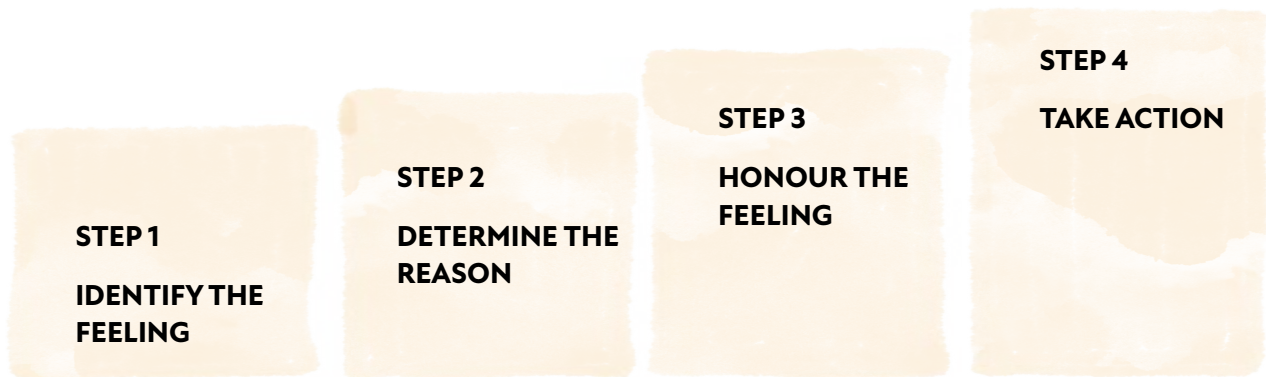 STEP 1
IDENTIFY THE
FEELING
STEP 2
DETERMINE THE
REASON
STEP 3
HONOUR THE
FEELING
STEP 4
TAKE ACTION